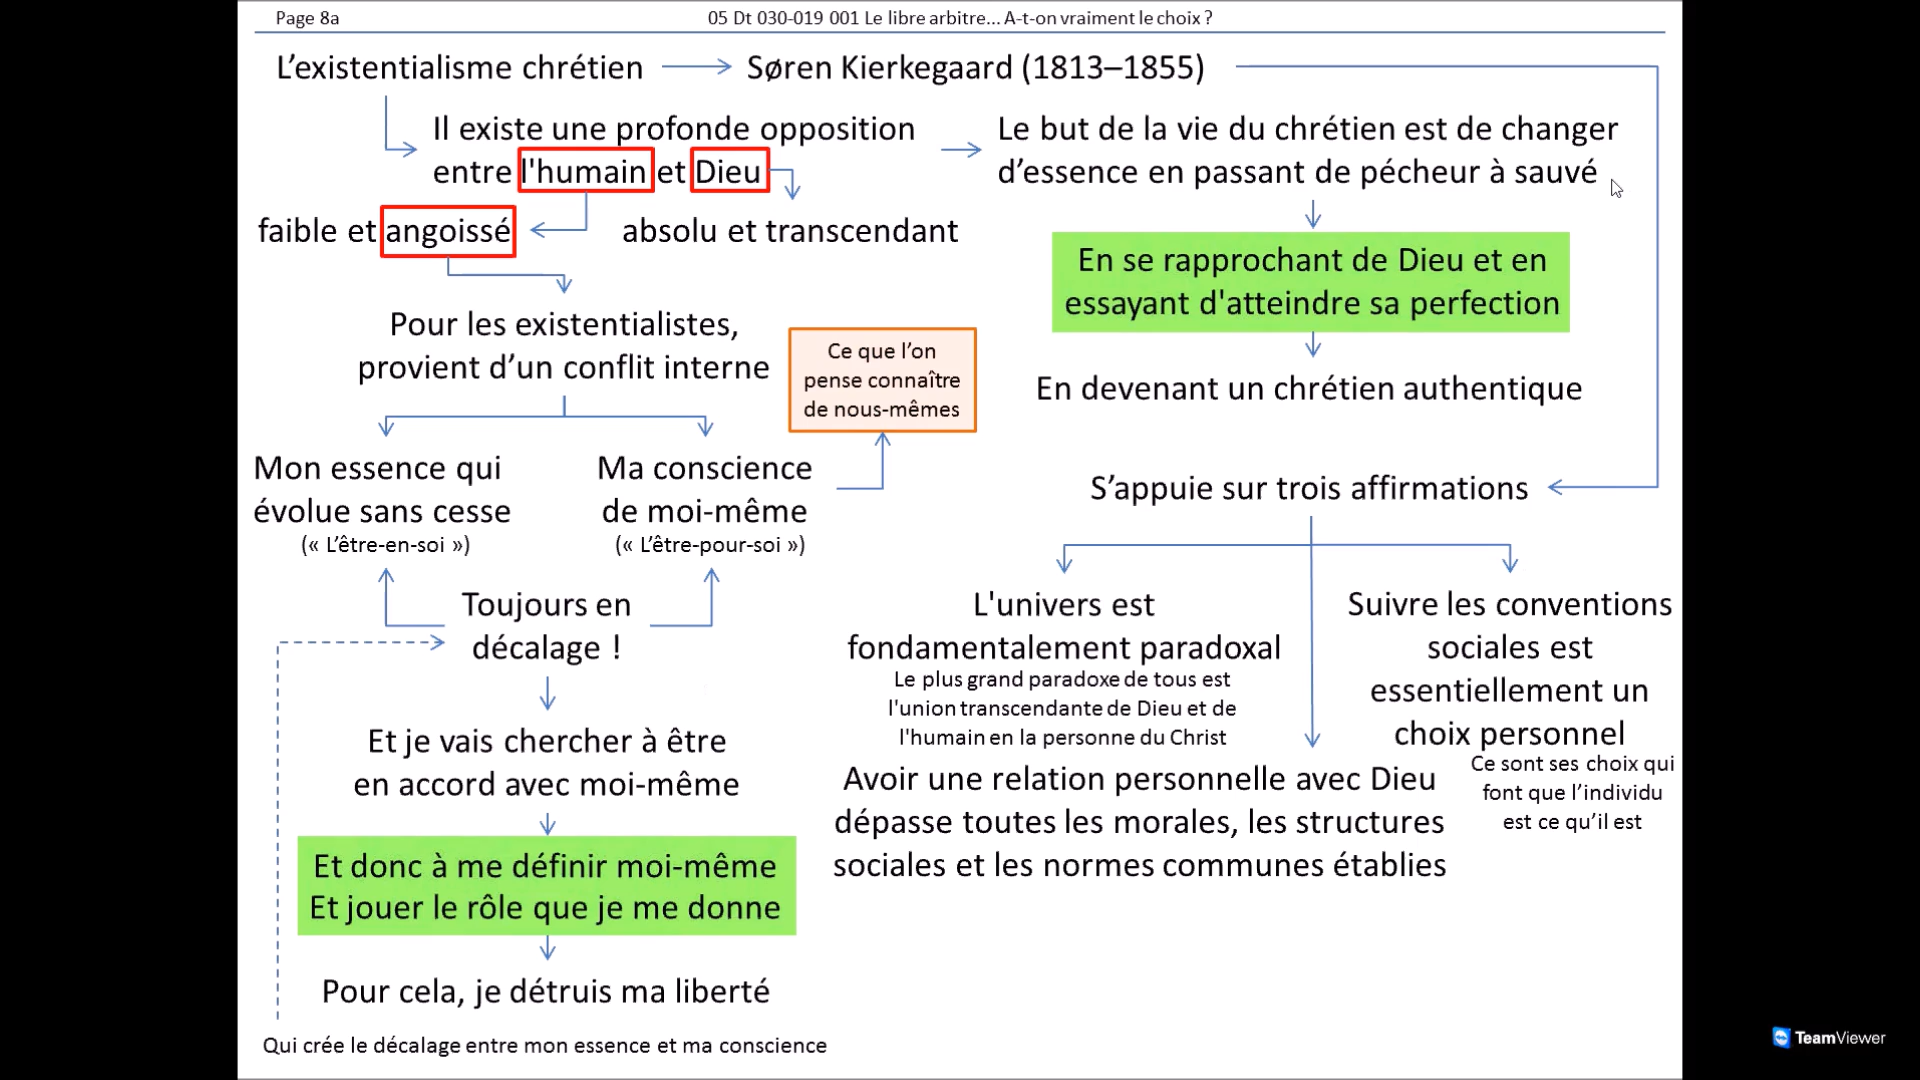 Page 8a
05 Dt 030-019 001 Le libre arbitre... A-t-on vraiment le choix ?
L’existentialisme chrétien
Søren Kierkegaard (1813–1855)
Il existe une profonde opposition
entre l'humain et Dieu
Le but de la vie du chrétien est de changer
d’essence en passant de pécheur à sauvé
faible et angoissé
absolu et transcendant
En se rapprochant de Dieu et en
essayant d'atteindre sa perfection
En devenant un chrétien authentique
Pour les existentialistes,
provient d’un conflit interne
Ce que l’on
pense connaître
de nous-mêmes
Mon essence qui
évolue sans cesse
(« L’être-en-soi »)
Ma conscience
de moi-même
(« L’être-pour-soi »)
Toujours en
décalage !
Et je vais chercher à être
en accord avec moi-même
Et donc à me définir moi-même
Et jouer le rôle que je me donne
Pour cela, je détruis ma liberté
Qui crée le décalage entre mon essence et ma conscience
S’appuie sur trois affirmations
L'univers est
fondamentalement paradoxal
Le plus grand paradoxe de tous est
l'union transcendante de Dieu et de
l'humain en la personne du Christ
Avoir une relation personnelle avec Dieu
dépasse toutes les morales, les structures
sociales et les normes communes établies
Suivre les conventions
sociales est
essentiellement un
choix personnel
Ce sont ses choix qui
font que l’individu
est ce qu’il est
TeamViewer